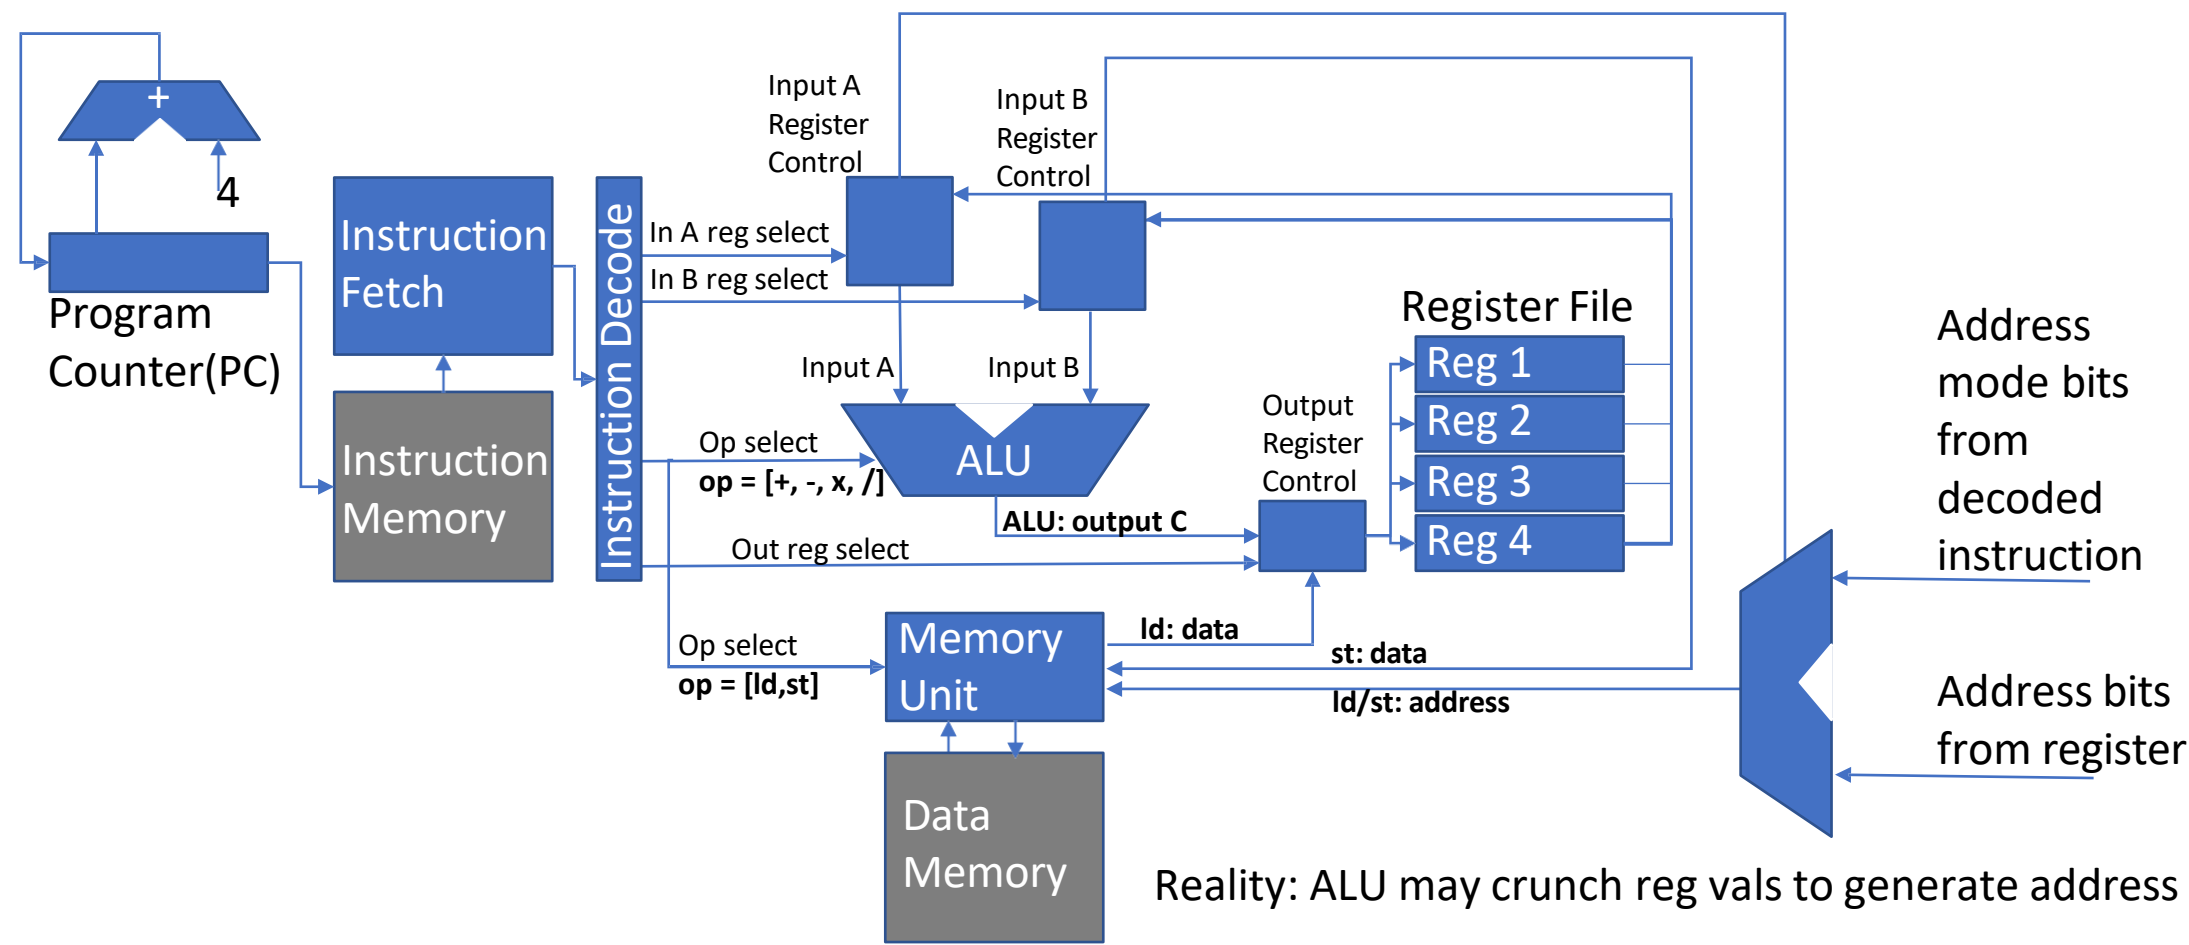 +
4
Program
Counter(PC)
Instruction
Fetch
Instruction
Memory
Instruction Decode
Input A
Register
Control
Input B
Register
Control
In A reg select
In B reg select
Input A
Input B
Op select
op = [+, -, x, /]
ALU
ALU: output C
Out reg select
Output
Register
Control
Register File
Reg 1
Reg 2
Reg 3
Reg 4
Op select
op = [ld,st]
Memory
Unit
ld: data
st: data
ld/st: address
Data
Memory
Address
mode bits
from
decoded
instruction
Address bits
from register
Reality: ALU may crunch reg vals to generate address